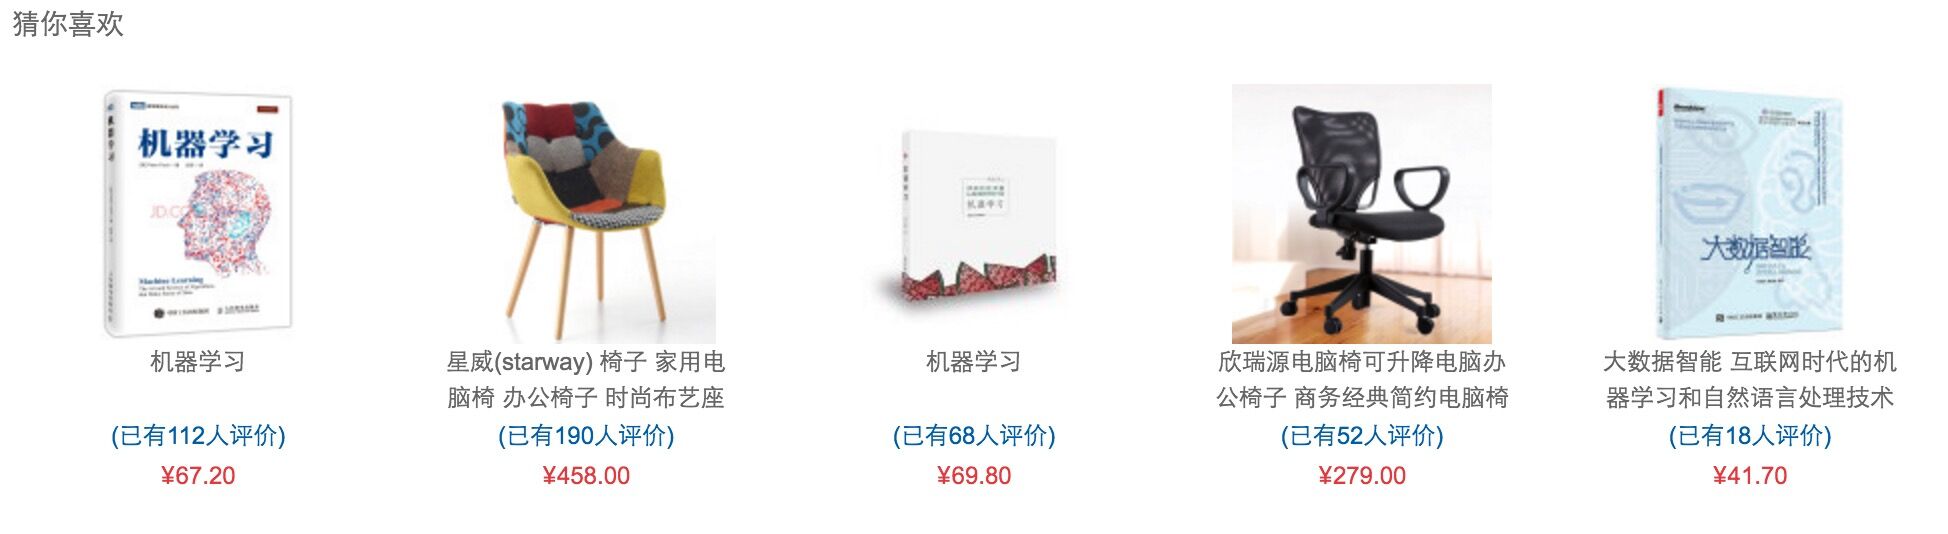 猜你喜欢
机器学习
JD.CO
Machine Learning
机器学习
大数据智能
机器学习
星威(starway) 椅子 家用电
脑椅 办公椅子 时尚布艺座
机器学习
欣瑞源电脑椅可升降电脑办
公椅子 商务经典简约电脑椅
大数据智能 互联网时代的机
器学习和自然语言处理技术
(已有112人评价)
(已有190人评价)
(已有68人评价)
(已有52人评价)
(已有18人评价)
¥67.20
¥458.00
¥69.80
¥279.00
¥41.70